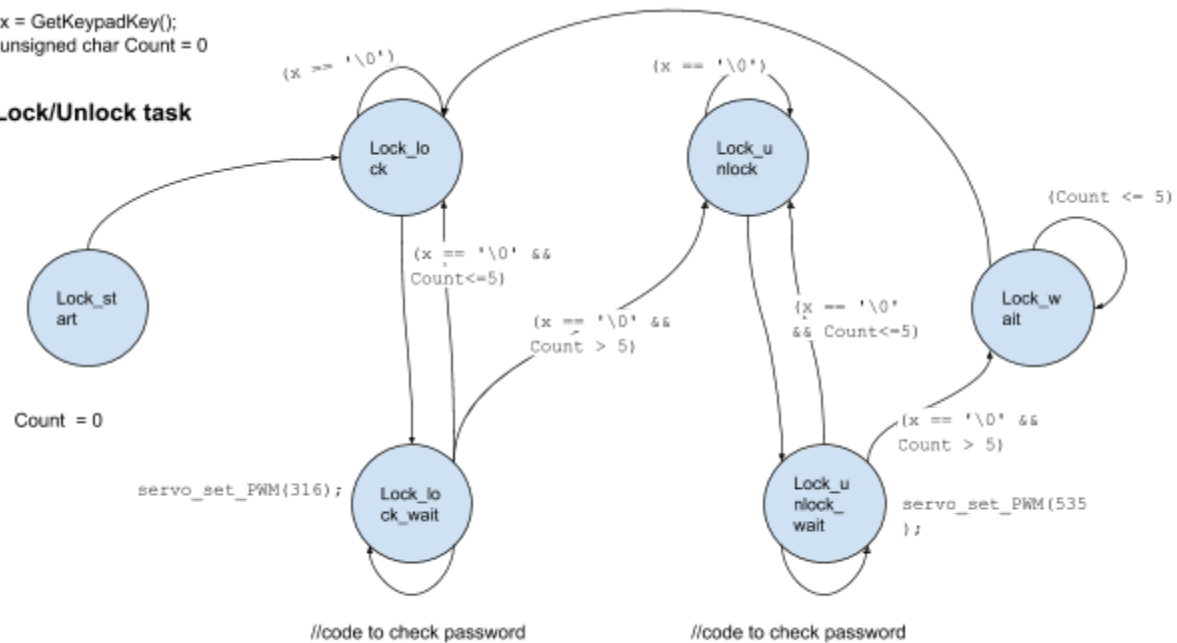 x = GetKeypadKey();
unsigned char Count = 0
Lock/Unlock task
(x == '\0')
(x == '\0')
Lock_lo
ck
Lock_u
nlock
(Count <= 5)
(x == '\0' &&
Count<=5)
Lock_st
art
Lock_w
ait
(x == '\0'
&& Count<=5)
(x == '\0' &&
Count > 5)
Count = 0
(x == '\0' &&
Count > 5)
servo_set_PWM(316);
Lock_lo
ck_wait
Lock_u
nlock_
wait
servo_set_PWM(535
);
//code to check password
//code to check password